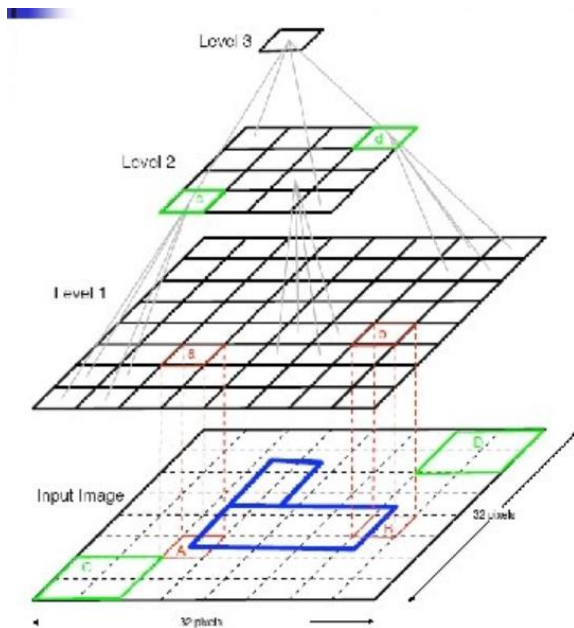 Level 3
Level 2
d
c
Level 1
b
a
Input Image
D
B
A
C
32 pixels
32 pixels